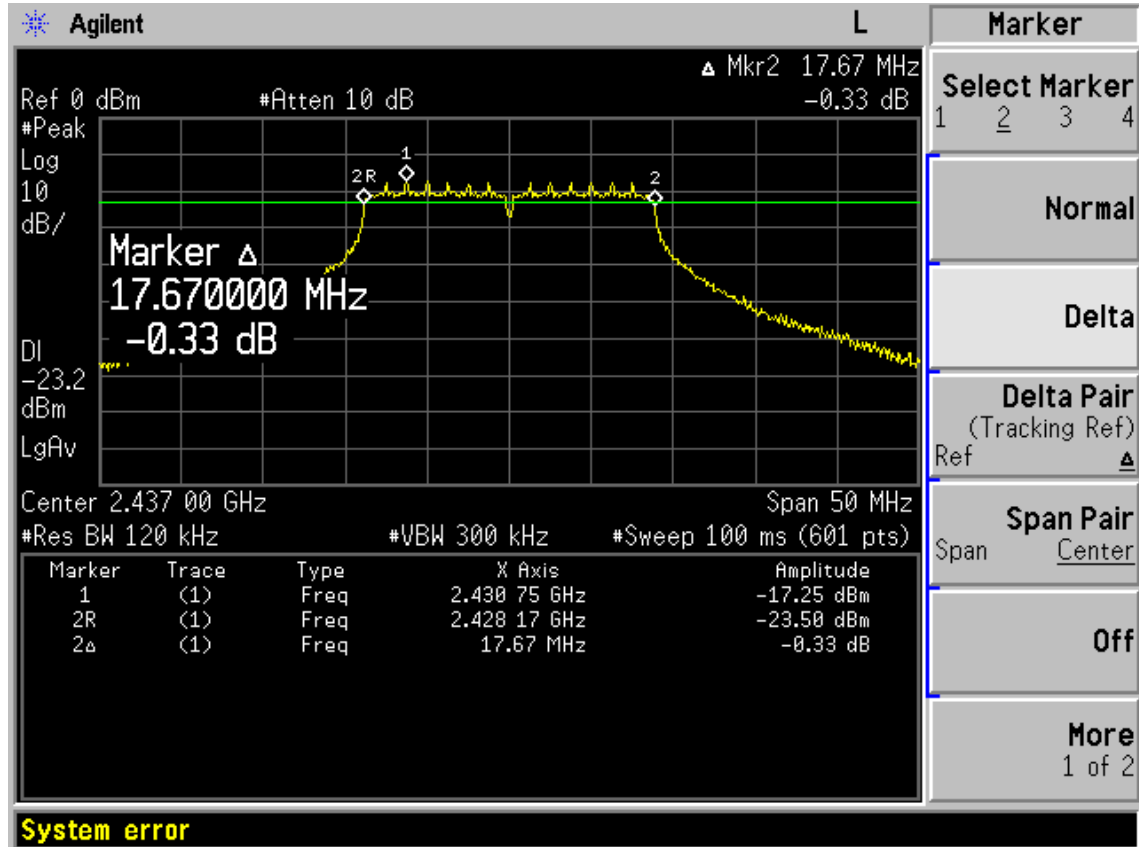 Agilent L
Δ Mkr2 17.67 MHz
Ref 0 dBm #Atten 10 dB -0.33 dB
#Peak
Log
10
dB/
1
2R
2
Marker Δ
17.670000 MHz
-0.33 dB
DI
-23.2
dBm
LgAv
Center 2.437 00 GHz Span 50 MHz
#Res BW 120 kHz #VBW 300 kHz #Sweep 100 ms (601 pts)
Marker Trace Type X Axis Amplitude
1 (1) Freq 2.430 75 GHz -17.25 dBm
2R (1) Freq 2.428 17 GHz -23.50 dBm
2Δ (1) Freq 17.67 MHz -0.33 dB
System error
Marker
Select Marker
1 2 3 4
Normal
Delta
Delta Pair
(Tracking Ref)
Ref Δ
Span Pair
Span Center
Off
More
1 of 2